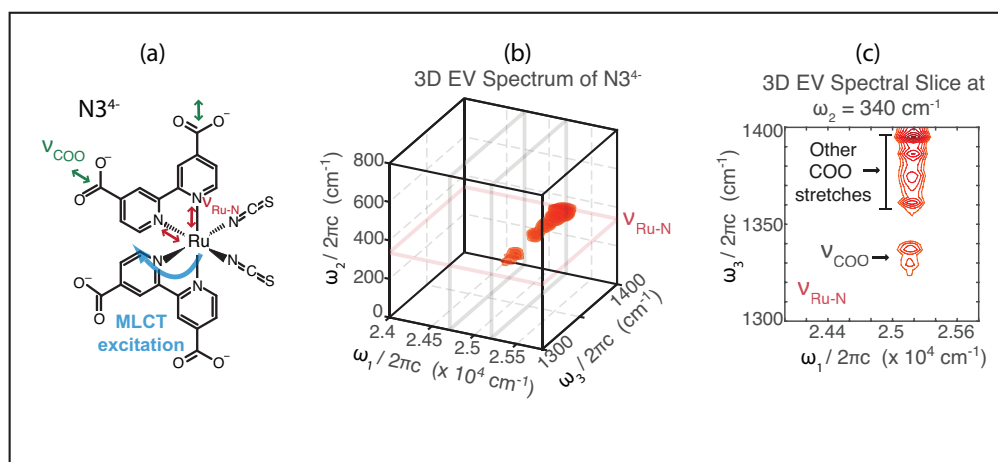 (a)
N3⁴⁻
ν_COO
O
O⁻
O
O⁻
N
N
ν_Ru-N
N=C=S
Ru
N=C=S
N
N
O
O⁻
MLCT
excitation
O
O⁻
(b)
3D EV Spectrum of N3⁴⁻
800
600
400
200
0
ω₂/ 2πc (cm⁻¹)
2.4
2.45
2.5
2.55
ω₁/ 2πc (x 10⁴ cm⁻¹)
1300
1400
ω₃/ 2πc (cm⁻¹)
ν_Ru-N
(c)
3D EV Spectral Slice at
ω₂ = 340 cm⁻¹
1400
1350
1300
ω₃/ 2πc (cm⁻¹)
Other
COO
stretches
ν_COO
ν_Ru-N
2.44
2.5
2.56
ω₁/ 2πc (x 10⁴ cm⁻¹)